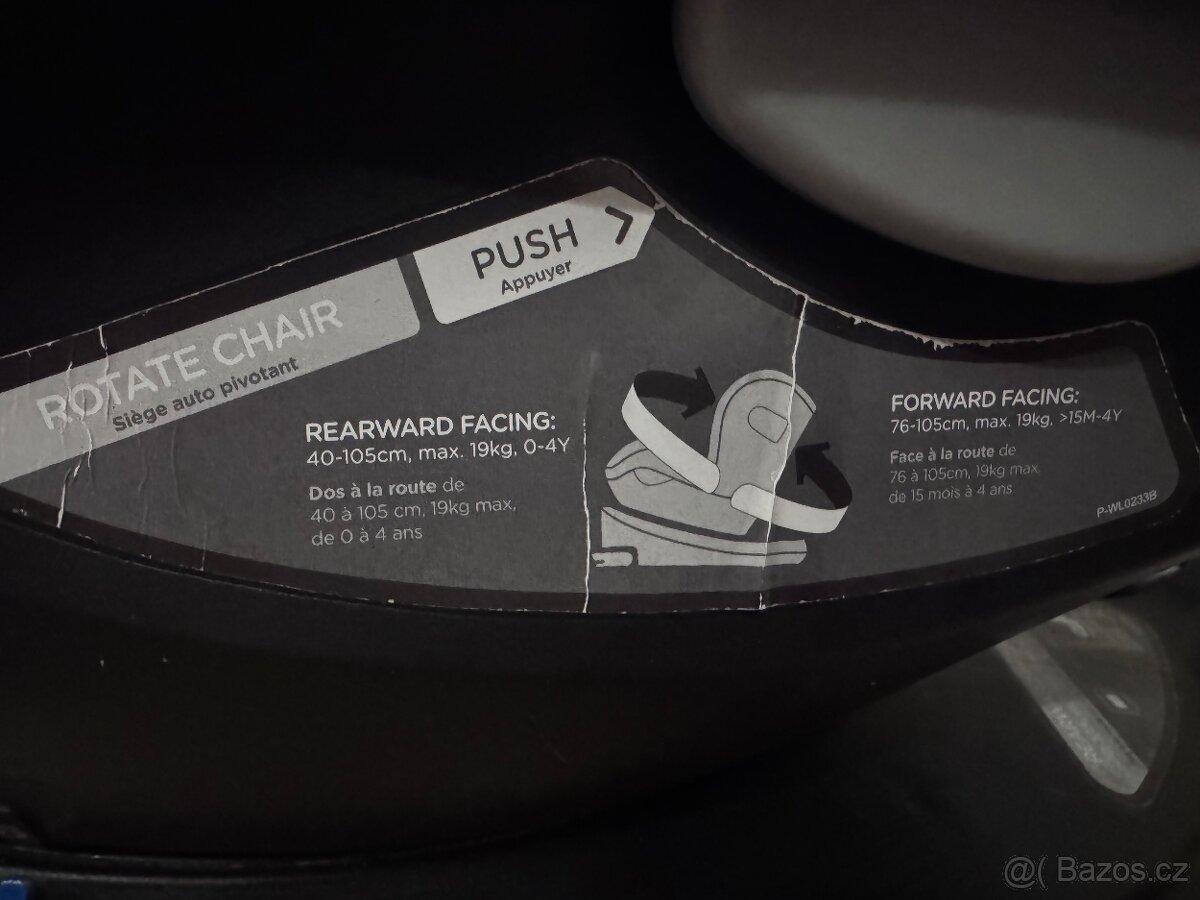 PUSH
Appuyer
ROTATE CHAIR
Siège auto pivotant
REARWARD FACING:
40-105cm, max. 19kg, 0-4Y
Dos à la route de
40 à 105 cm, 19kg max,
de 0 à 4 ans
FORWARD FACING:
76-105cm, max. 19kg, >15M-4Y
Face à la route de
76 à 105cm, 19kg max.
de 15 mois à 4 ans
P-WL0233B
@( Bazos.cz